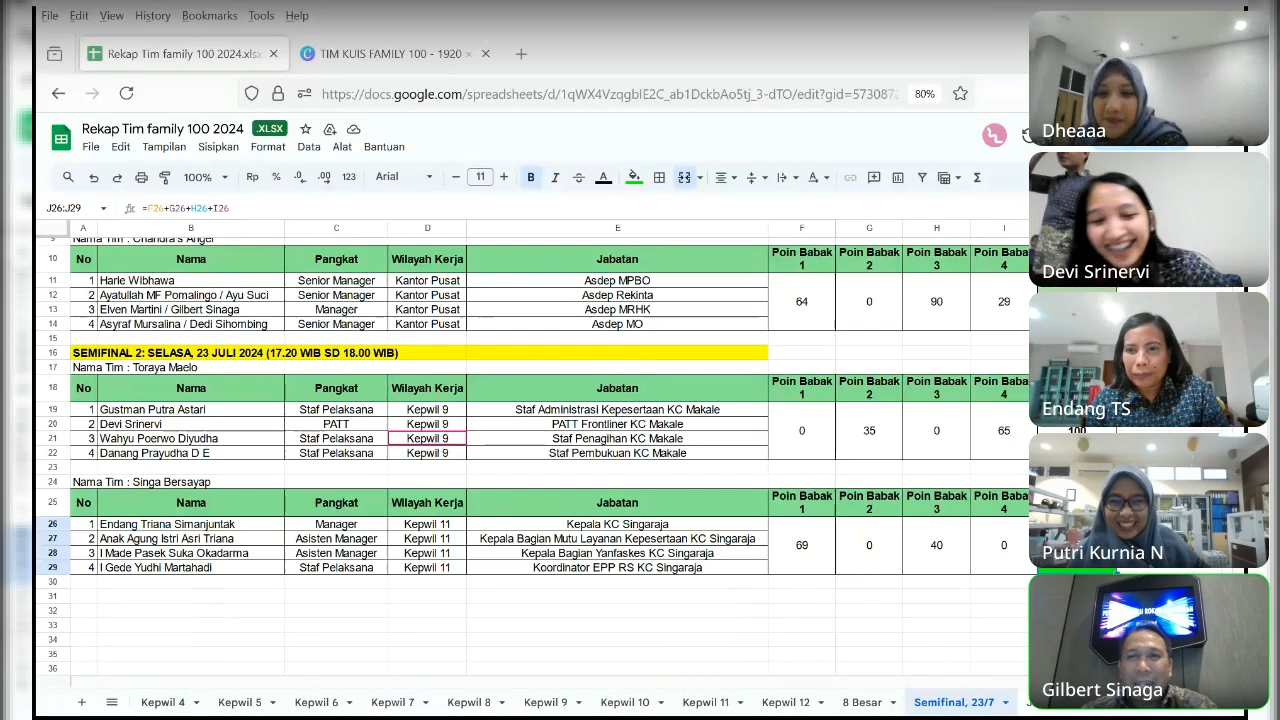 File Edit View History Bookmarks Tools Help
Rekap Tim family 100 2024.xls
TIM KUIS FAMILY 100 - 1920 ×
https://docs.google.com/spreadsheets/d/1qWX4VzqgbIE2C_ab1DckbAo5tj_3-dTO/edit?gid=573087
80%
Rekap Tim family 100 2024 .XLSX
File Edit Tampilan Sisipkan Format Data Alat Bantuan
100% Rp % .0 .00 123 Arial 11 B I
J26:J29 fx =F26+G26+H26+I26
A B C D E F G H I
9 Nama Tim : Chandra's Angel
10 No Nama Pangkat Wilayah Kerja Jabatan Poin Babak 1 Poin Babak 2 Poin Babak 3 Poin Babak 4
11 1 Harie Wibhawa Senior Manager Kantor Pusat Asdep MPBO
12 2 Ayatullah MF Pomalingo / Ayu Suci Senior Manager Kantor Pusat Asdep Rekinta
64 0 90 29
13 3 Elven Martini / Gilbert Sinaga Manager Kantor Pusat Asdep MRHK
14 4 Asyraf Mursalina / Dedi Sihombing Senior Manager Kantor Pusat Asdep MO
15
16 SEMIFINAL 2: SELASA, 23 JULI 2024 (17.20 WIB SD 18.00 WIB)
17 Nama Tim : Toraya Maelo
18 No Nama Pangkat Wilayah Kerja Jabatan Poin Babak 1 Poin Babak 2 Poin Babak 3 Poin Babak 4
19 1 Gustman Putra Astari Staf Pelaksana Kepwil 9 Staf Administrasi Kepesertaan KC Makale
20 2 Devi Srinervi PATT Kepwil 9 PATT Frontliner KC Makale
0 35 0 65 100
21 3 Wahyu Poerwo Diyudha Staf Pelaksana Kepwil 9 Staf Penagihan KC Makale
22 4 Danang Prayudha D E Staf Pelaksana Kepwil 9 Staf Pembukuan KC Makale
23
24 Nama Tim : Singa Bersayap
25 No Nama Pangkat Wilayah Kerja Jabatan Poin Babak 1 Poin Babak 2 Poin Babak 3 Poin Babak 4
26 1 Endang Triana Simanjuntak Manager Kepwil 11 Kepala KC Singaraja
27 2 Anak Agung Istri Asri Triana Asisten Manager Kepwil 11 Kepala Bagian Mutu Layanan Kepesertaan KC Singaraja
69 0 40 0
28 3 I Made Pasek Suka Okadarma Asisten Manager Kepwil 11 Kepala Bagian Yanfaskes KC Singaraja
29 4 I Gede Yudhi Martahadi Staf Pelaksana Kepwil 11 Koordinator EPP RS KC Singaraja
30
31
32
33
34
35
36
Kepwil 4 Kepwil 5 Kepwil 6 Kepwil Kepwil 8 Kepwil 9 Kepwil 10 Kepwil 11 Kepwil 12 8 Besar Semifinal, 23/7
Dheaaa
Devi Srinervi
Endang TS
Putri Kurnia N
Gilbert Sinaga